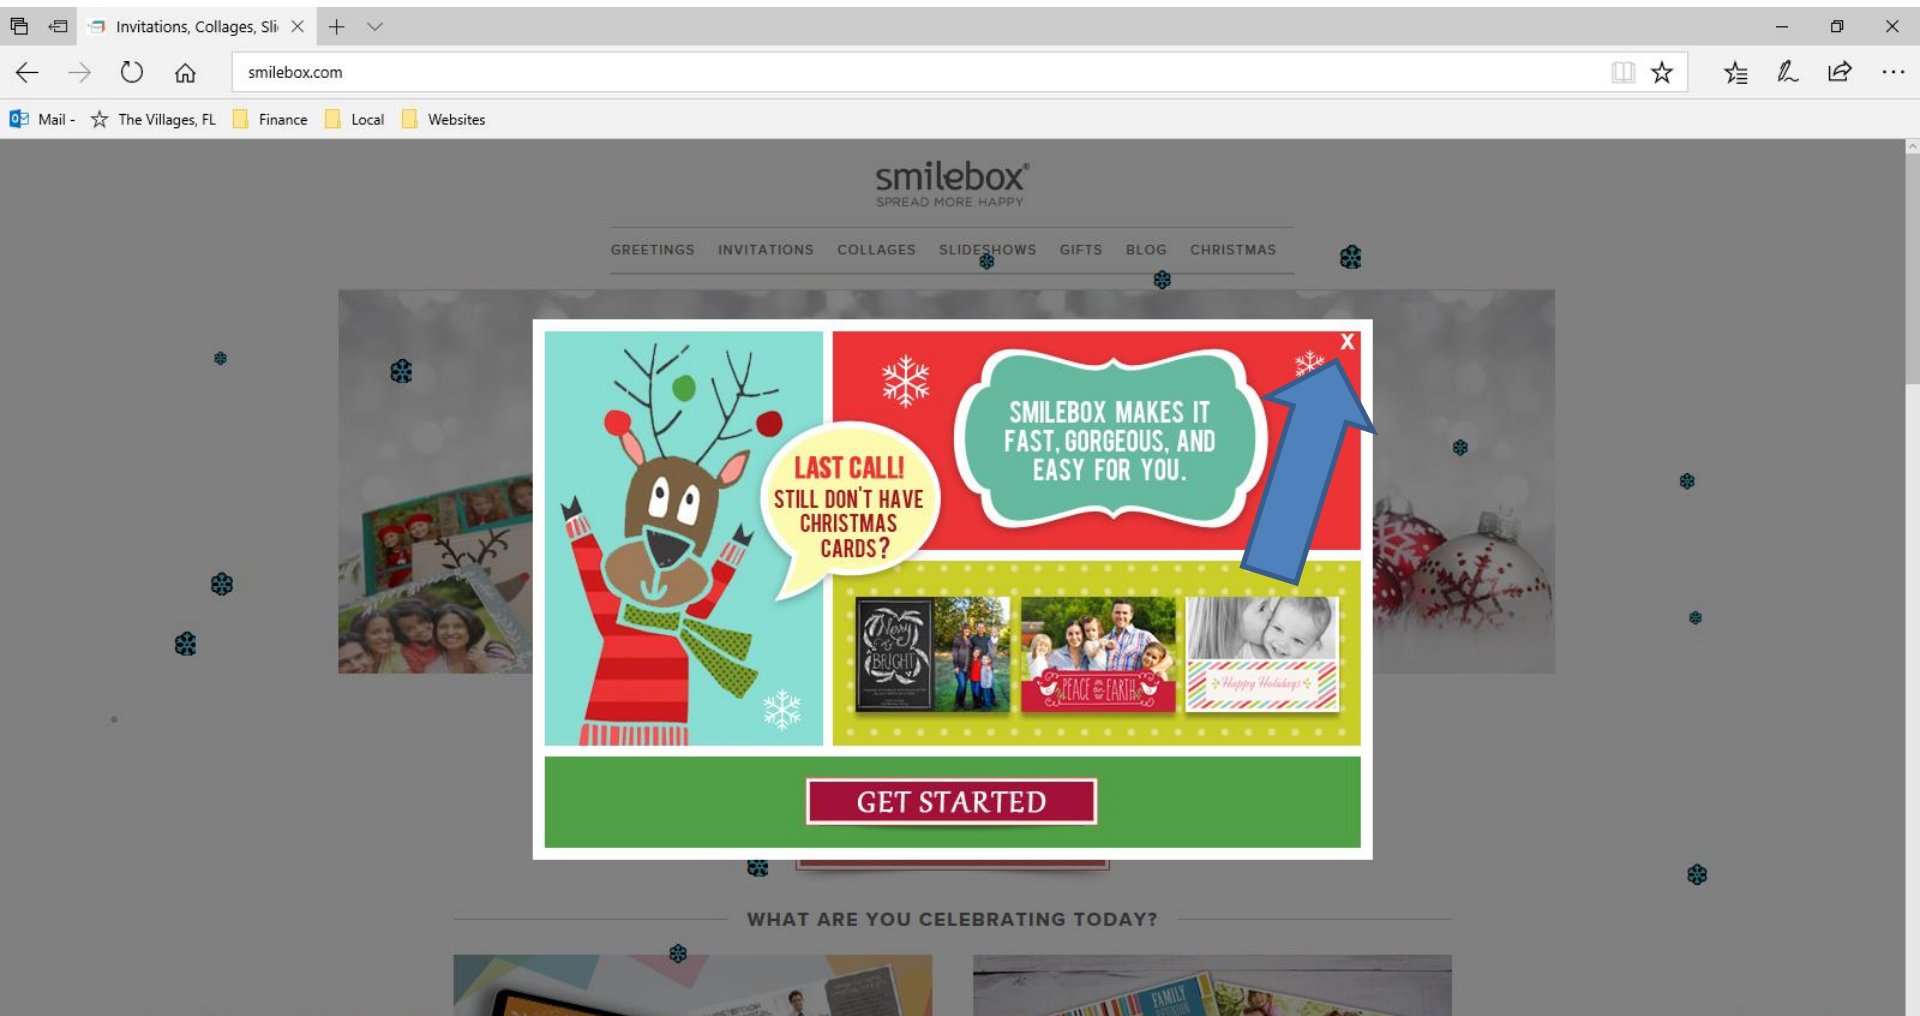 Invitations, Collages, Sli
smilebox.com
Mail - The Villages, FL Finance Local Websites
smilebox®
SPREAD MORE HAPPY
GREETINGS INVITATIONS COLLAGES SLIDESHOWS GIFTS BLOG CHRISTMAS
X
SMILEBOX MAKES IT
FAST, GORGEOUS, AND
EASY FOR YOU.
LAST CALL!
STILL DON'T HAVE
CHRISTMAS
CARDS?
Merry
&
BRIGHT
PEACE on EARTH
Happy Holidays
GET STARTED
WHAT ARE YOU CELEBRATING TODAY?
FAMILY